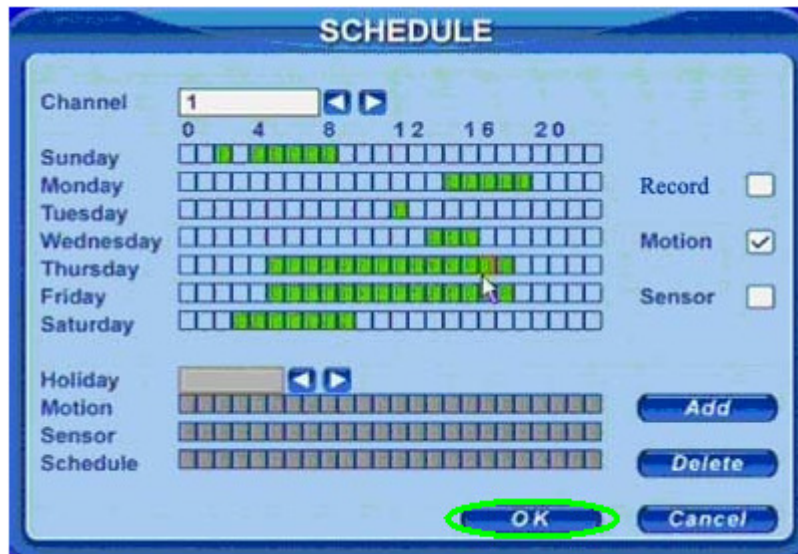 SCHEDULE
Channel 1
0 4 8 12 16 20
Sunday
Monday
Record
Tuesday
Wednesday
Motion
Thursday
Friday
Sensor
Saturday
Holiday
Motion
Add
Sensor
Schedule
Delete
OK
Cancel